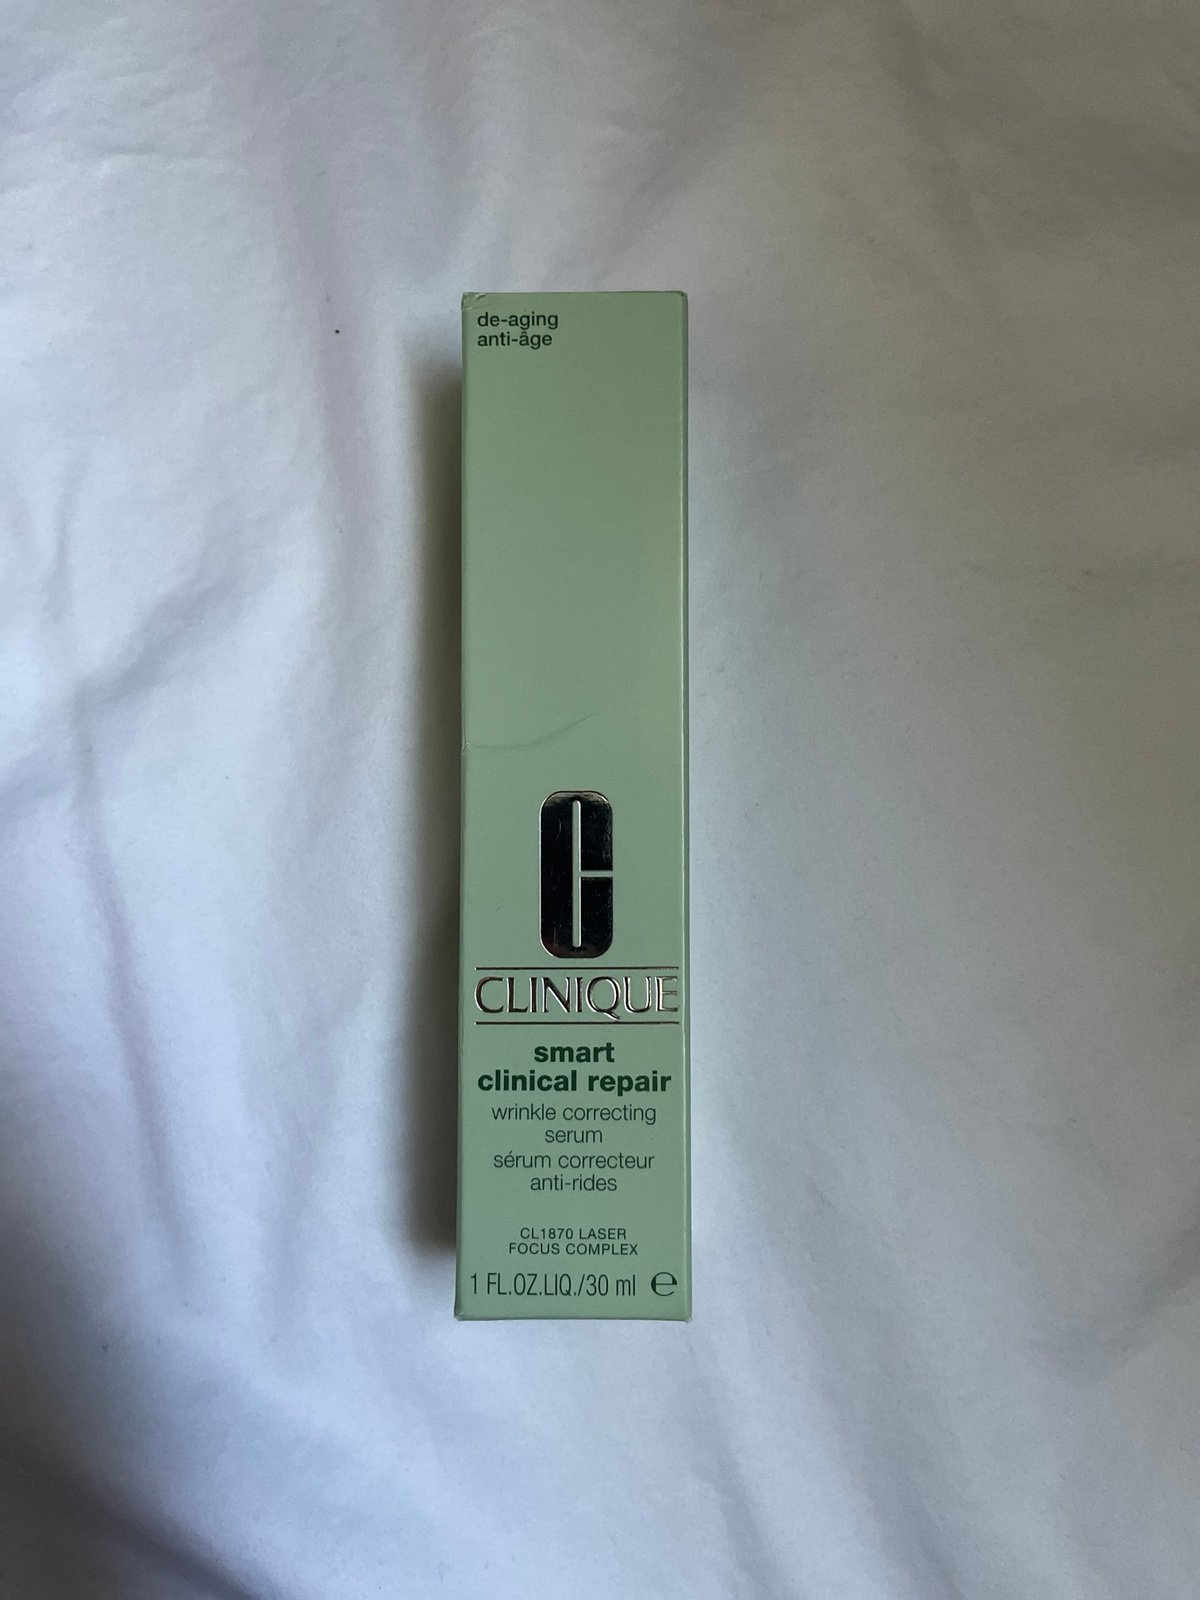 de-aging
anti-âge
C
CLINIQUE
smart
clinical repair
wrinkle correcting
serum
sérum correcteur
anti-rides
CL1870 LASER
FOCUS COMPLEX
1 FL.OZ.LIQ./30 ml ℮